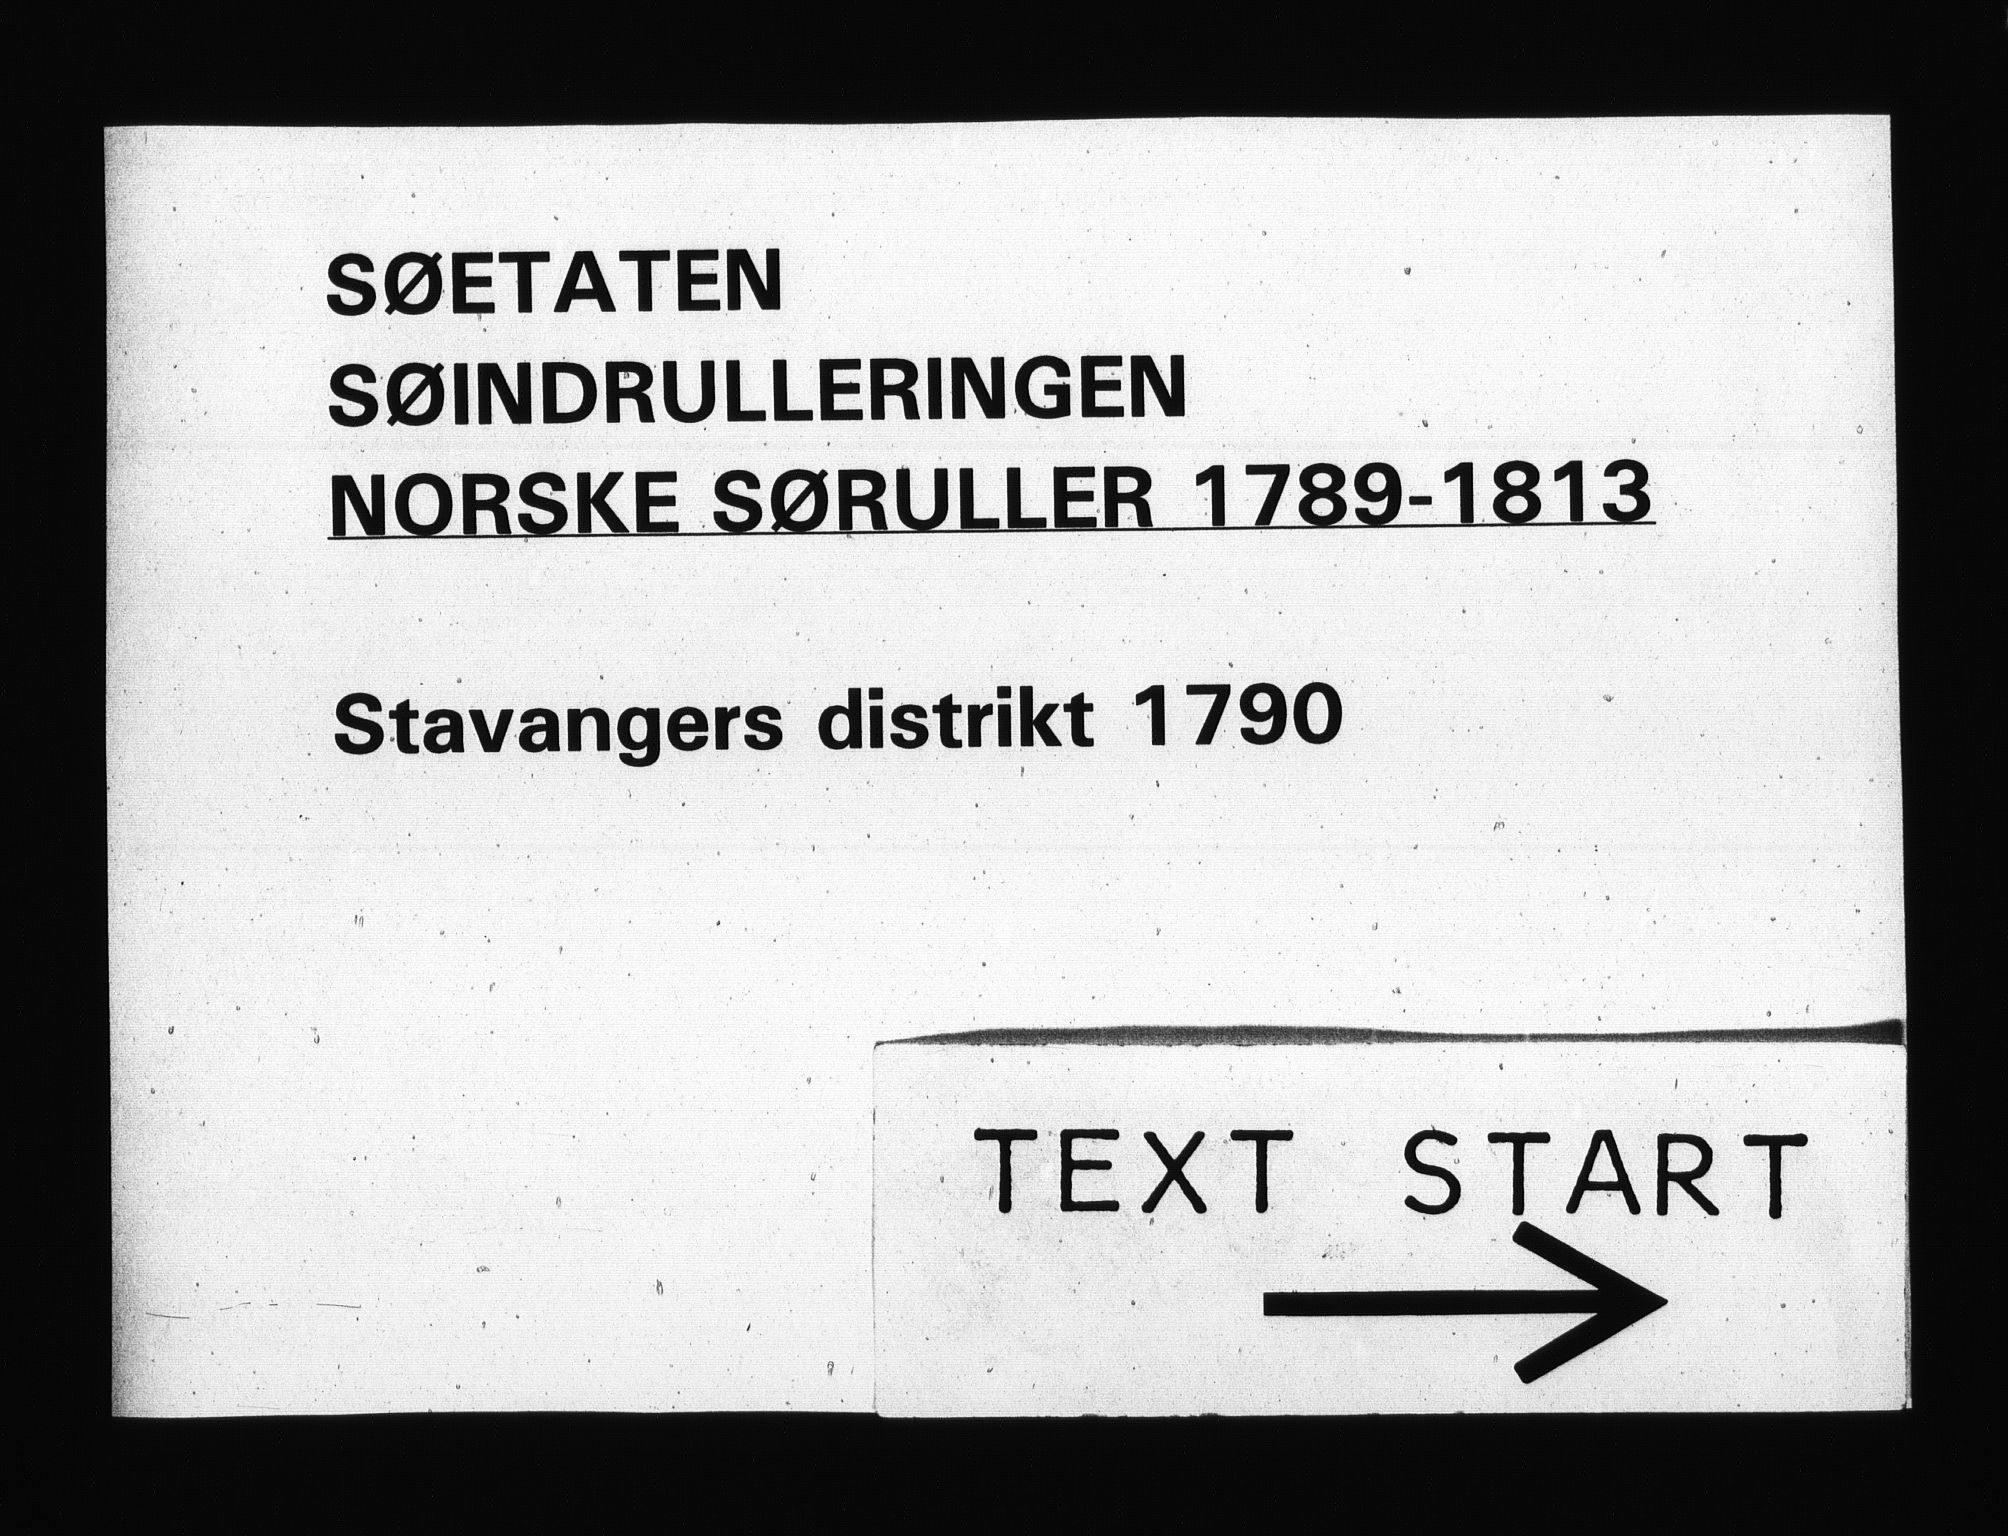 SØETATEN
SØINDRULLERINGEN
NORSKE SØRULLER 1789-1813
Stavangers distrikt 1790
TEXT START